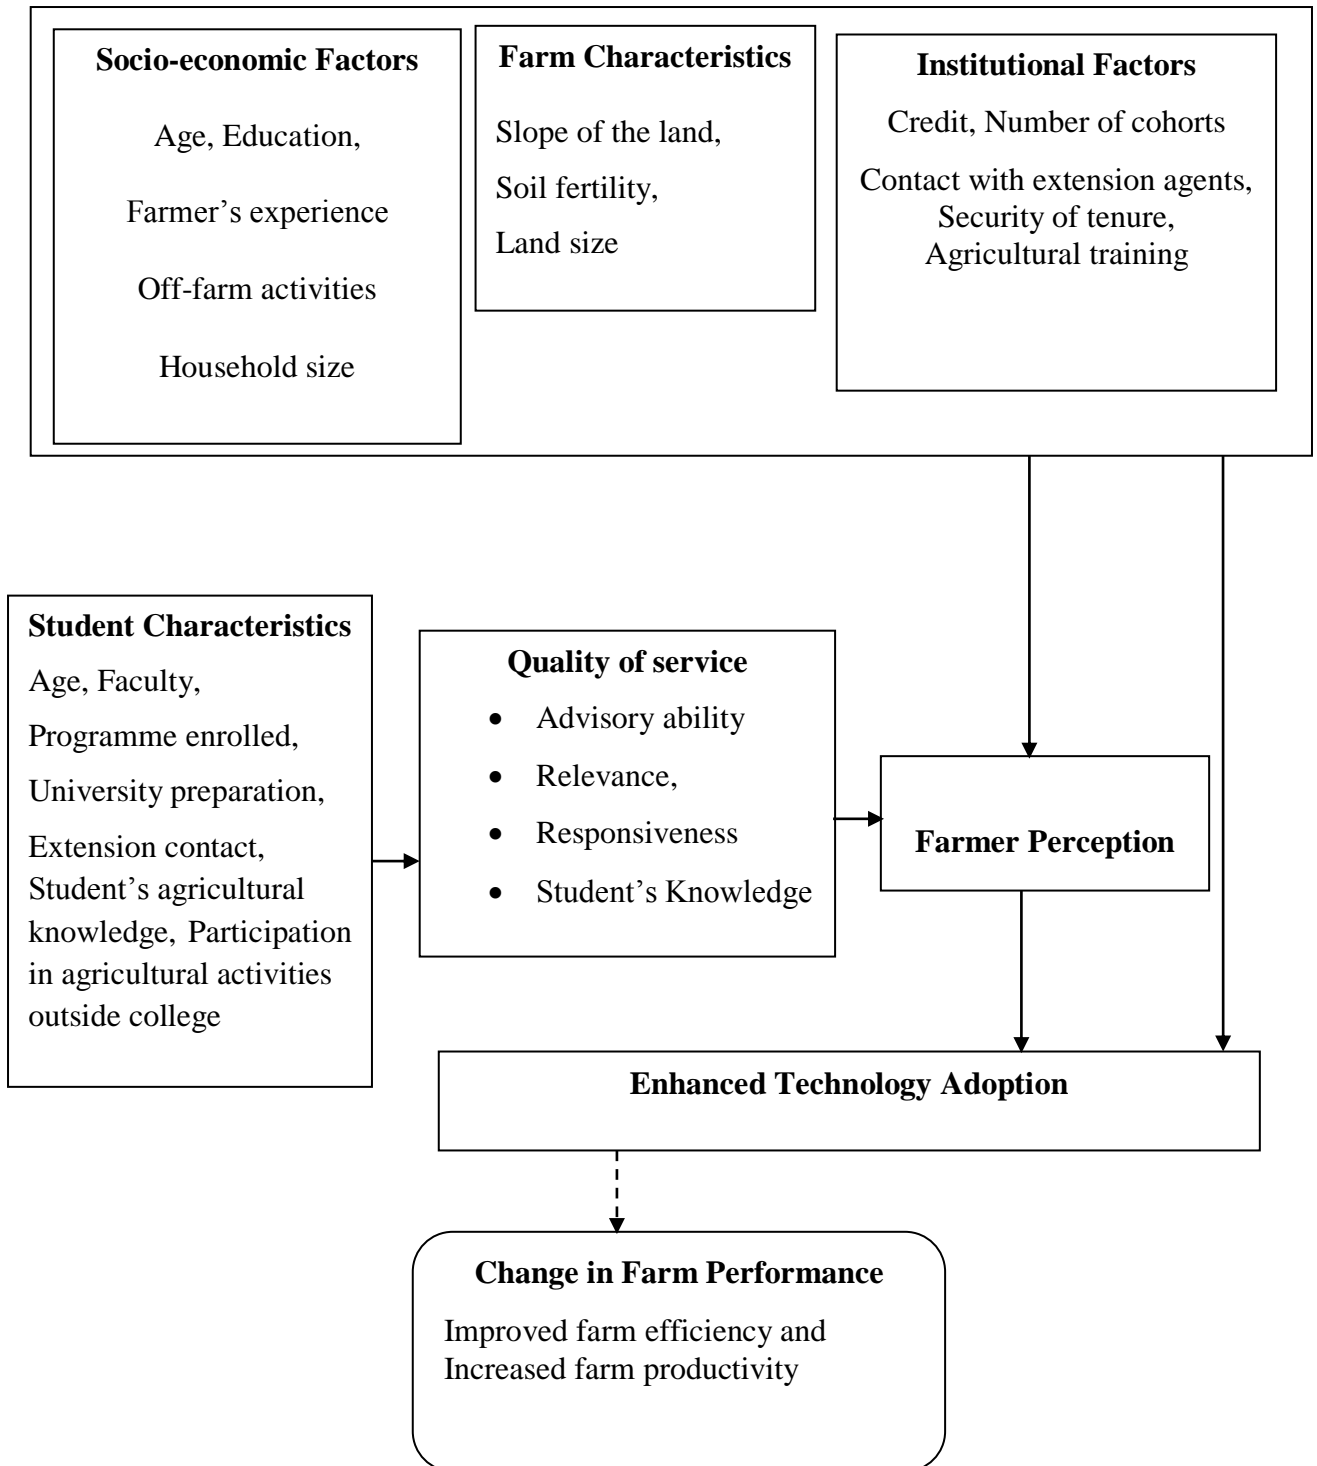 Socio-economic Factors
Age, Education,
Farmer’s experience
Off-farm activities
Household size
Farm Characteristics
Slope of the land,
Soil fertility,
Land size
Institutional Factors
Credit, Number of cohorts
Contact with extension agents,
Security of tenure,
Agricultural training
Student Characteristics
Age, Faculty,
Programme enrolled,
University preparation,
Extension contact,
Student’s agricultural
knowledge, Participation
in agricultural activities
outside college
Quality of service
• Advisory ability
• Relevance,
• Responsiveness
• Student’s Knowledge
Farmer Perception
Enhanced Technology Adoption
Change in Farm Performance
Improved farm efficiency and
Increased farm productivity